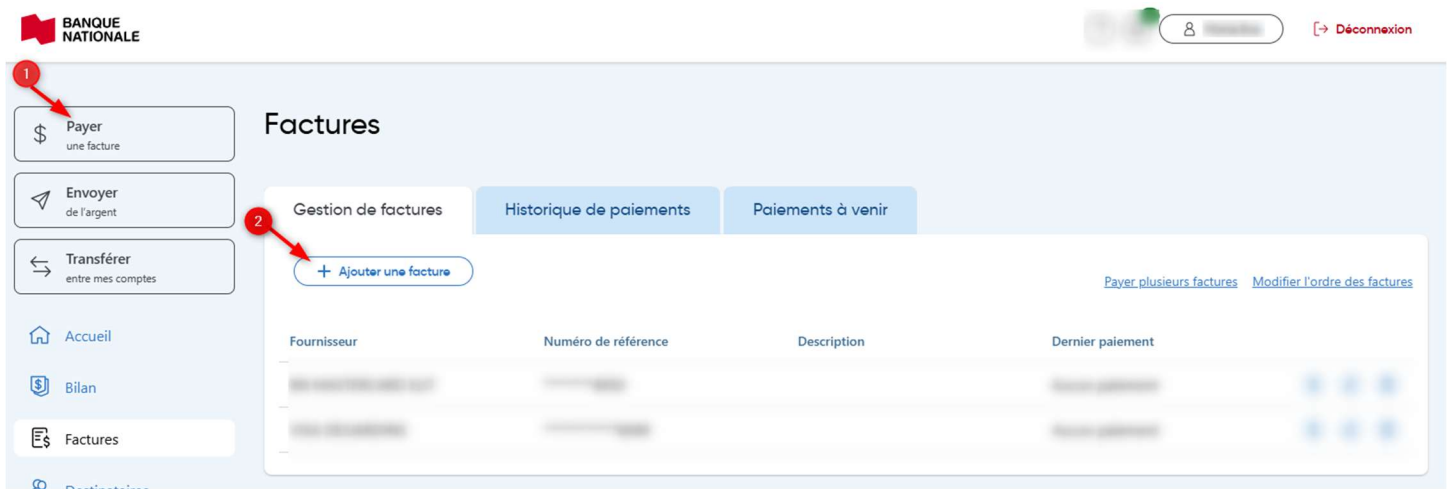 BANQUE
NATIONALE
Déconnexion
1
Payer
une facture
Factures
Envoyer
de l'argent
Gestion de factures
Historique de paiements
Paiements à venir
2
Transférer
entre mes comptes
+ Ajouter une facture
Payer plusieurs factures
Modifier l'ordre des factures
Accueil
Fournisseur
Numéro de référence
Description
Dernier paiement
Bilan
Factures